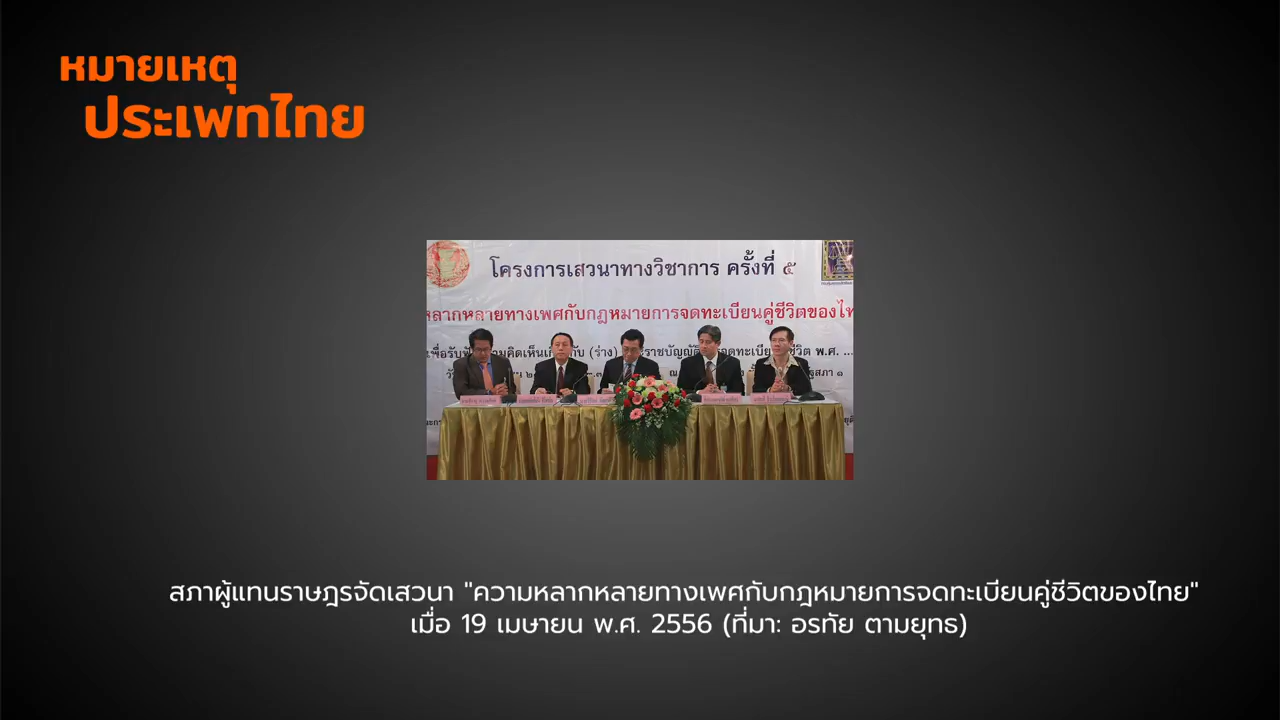 หมายเหตุ
ประเพทไทย
โครงการเสวนาทางวิชาการ ครั้งที่ ๕
หลากหลายทางเพศกับกฎหมายการจดทะเบียนคู่ชีวิตของไท
(ร่าง) พ.ศ. ...
สภาผู้แทนราษฎรจัดเสวนา "ความหลากหลายทางเพศกับกฎหมายการจดทะเบียนคู่ชีวิตของไทย"
เมื่อ 19 เมษายน พ.ศ. 2556 (ที่มา: อรทัย ตามยุทธ)